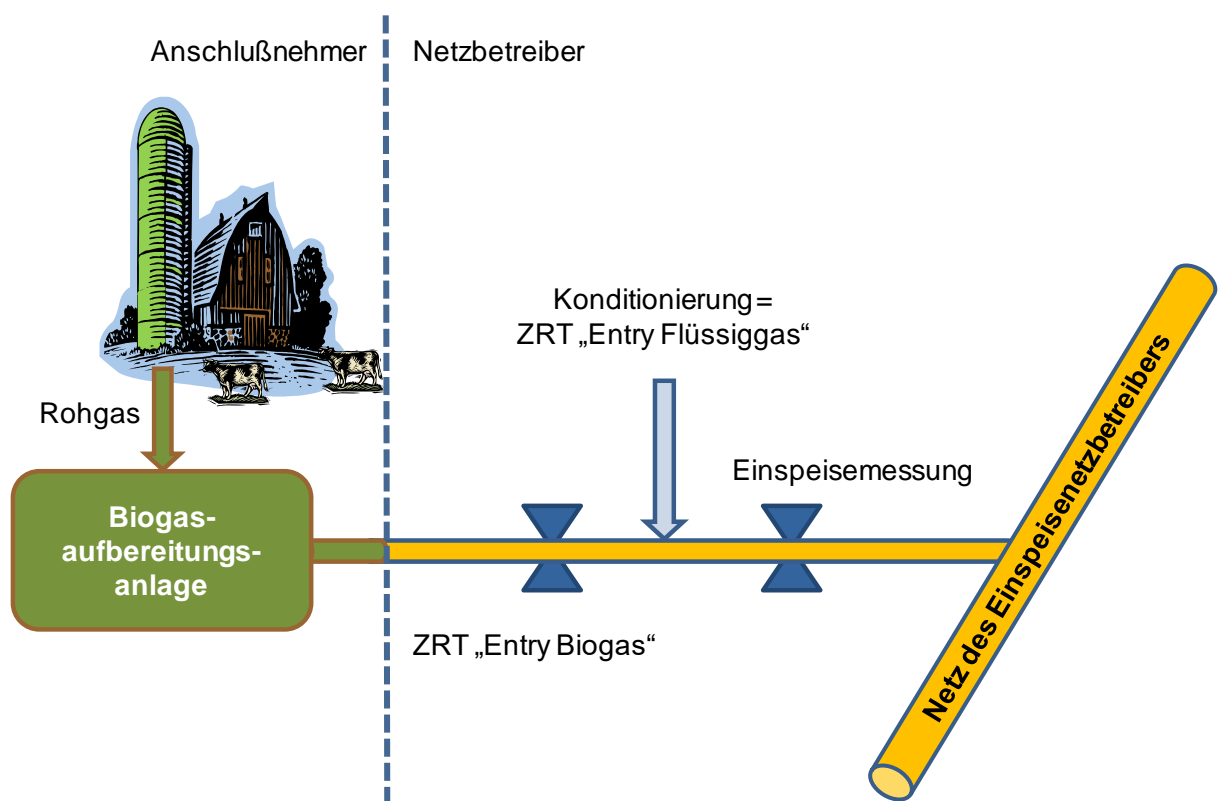 Anschlußnehmer
Netzbetreiber
Konditionierung =
ZRT „Entry Flüssiggas“
Rohgas
Einspeisemessung
Biogas-
aufbereitungs-
anlage
ZRT „Entry Biogas“
Netz des Einspeisenetzbetreibers